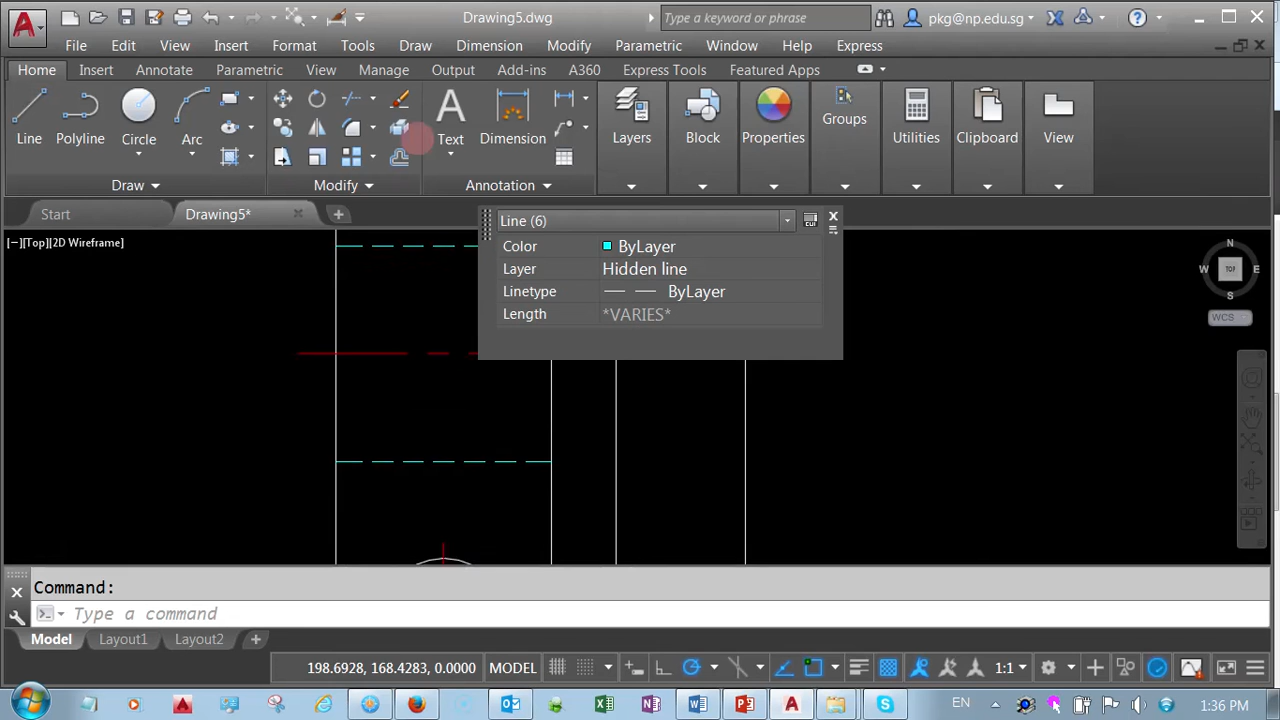 Drawing5.dwg
Type a keyword or phrase
pkg@np.edu.sg
File Edit View Insert Format Tools Draw Dimension Modify Parametric Window Help Express
Home Insert Annotate Parametric View Manage Output Add-ins A360 Express Tools Featured Apps
Line Polyline Circle Arc Text Dimension Layers Block Properties Groups Utilities Clipboard View
Draw Modify Annotation
Start Drawing5*
[−][Top][2D Wireframe]
Line (6)
CUI
Color ByLayer
Layer Hidden line
Linetype ByLayer
Length *VARIES*
N
W TOP E
S
WCS
Command:
Type a command
Model Layout1 Layout2
198.6928, 168.4283, 0.0000 MODEL 1:1
EN 1:36 PM